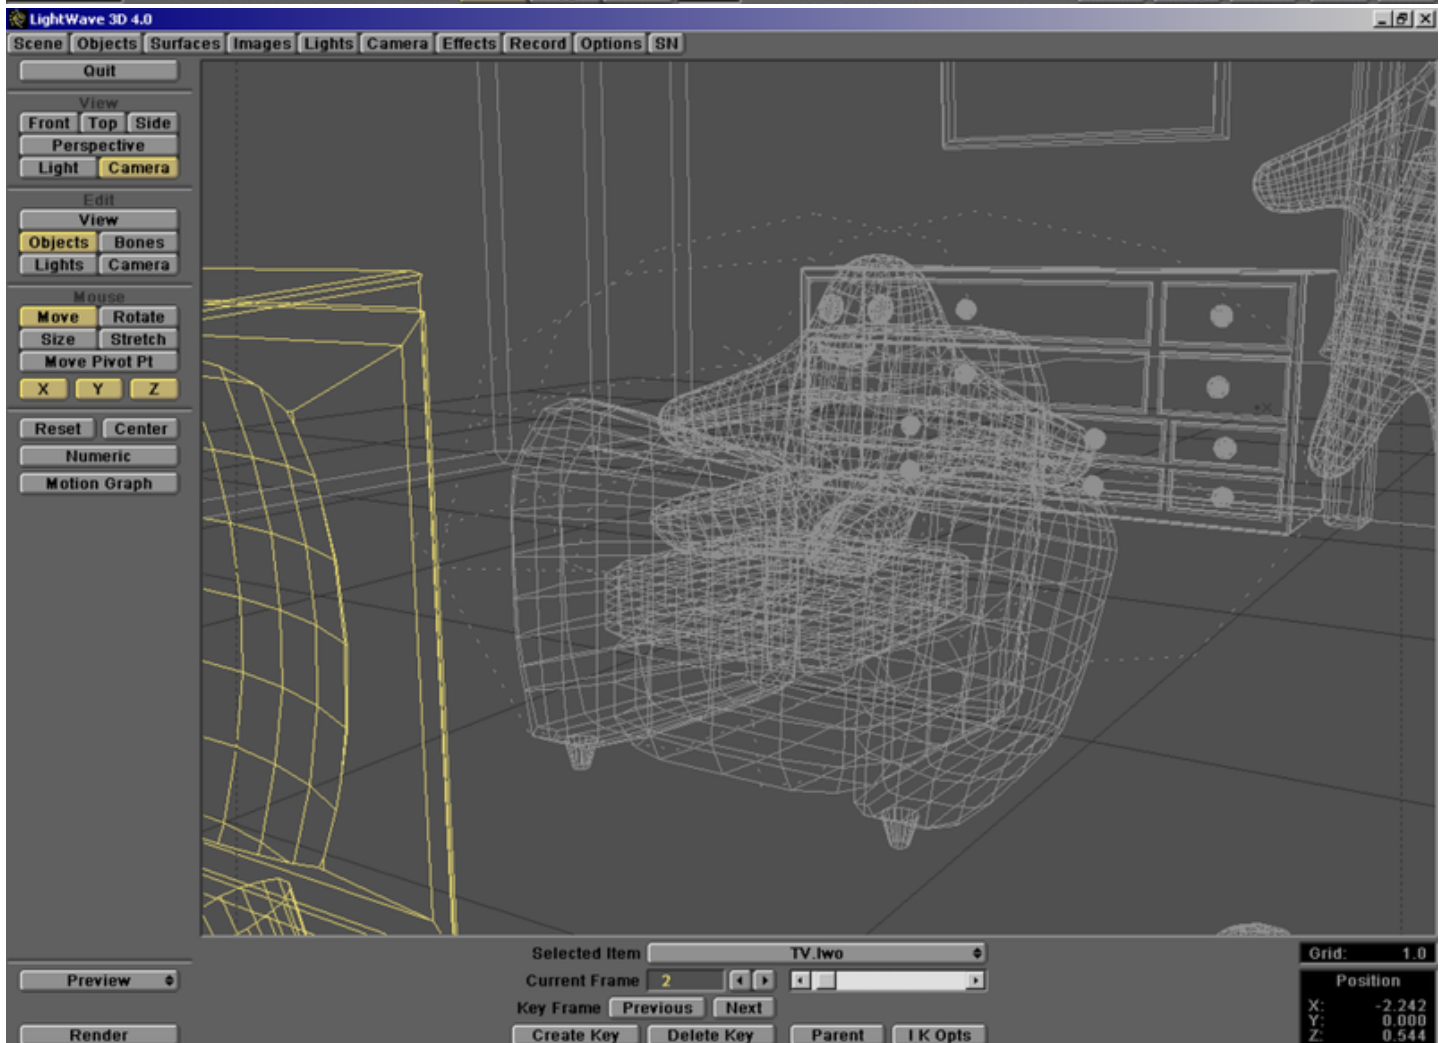 LightWave 3D 4.0
Scene Objects Surfaces Images Lights Camera Effects Record Options SN
Quit
View
Front Top Side
Perspective
Light Camera
Edit
View
Objects Bones
Lights Camera
Mouse
Move Rotate
Size Stretch
Move Pivot Pt
X Y Z
Reset Center
Numeric
Motion Graph
Selected Item TV.lwo
Current Frame 2
Key Frame Previous Next
Create Key Delete Key Parent I K Opts
Preview
Render
Grid: 1.0
Position
X: -2.242
Y: 0.000
Z: 0.544